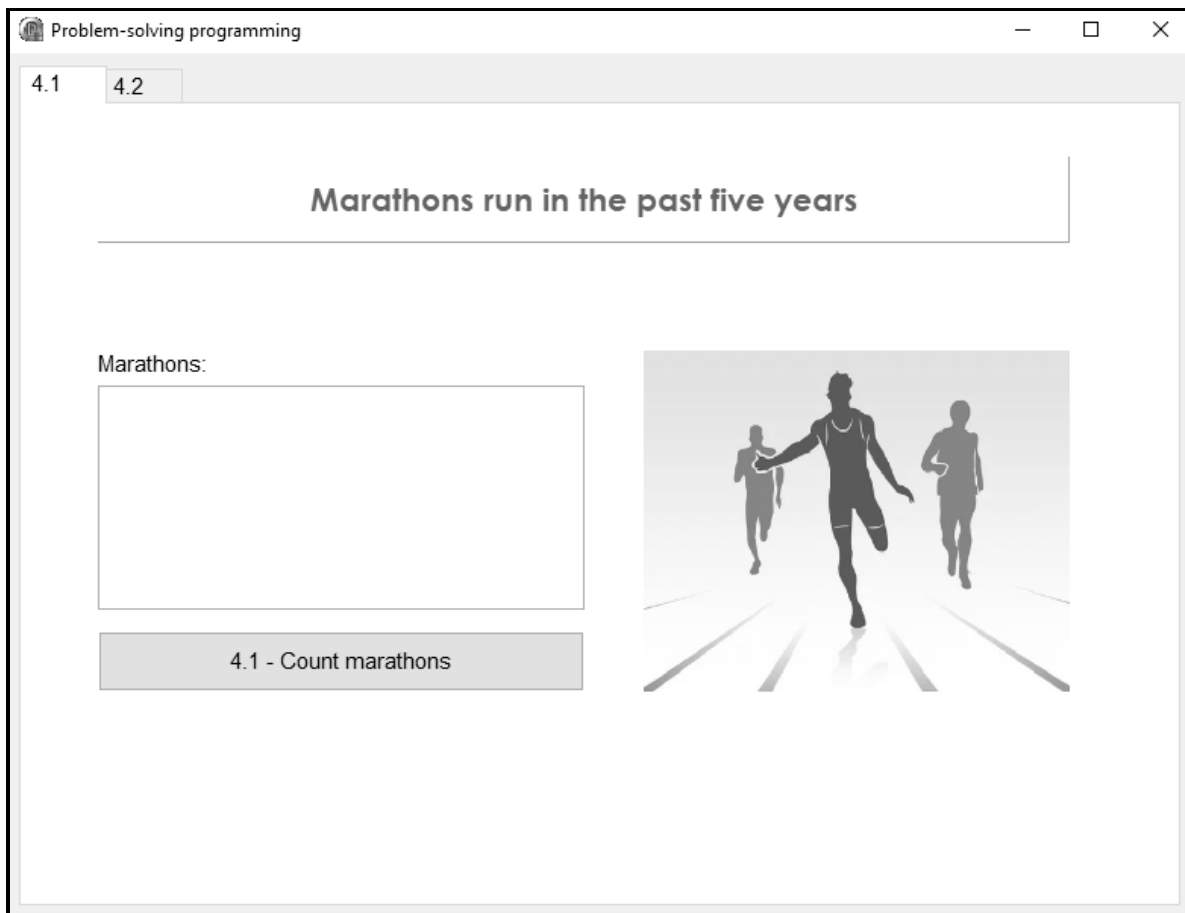 Problem-solving programming
4.1 4.2
Marathons run in the past five years
Marathons:
4.1 - Count marathons